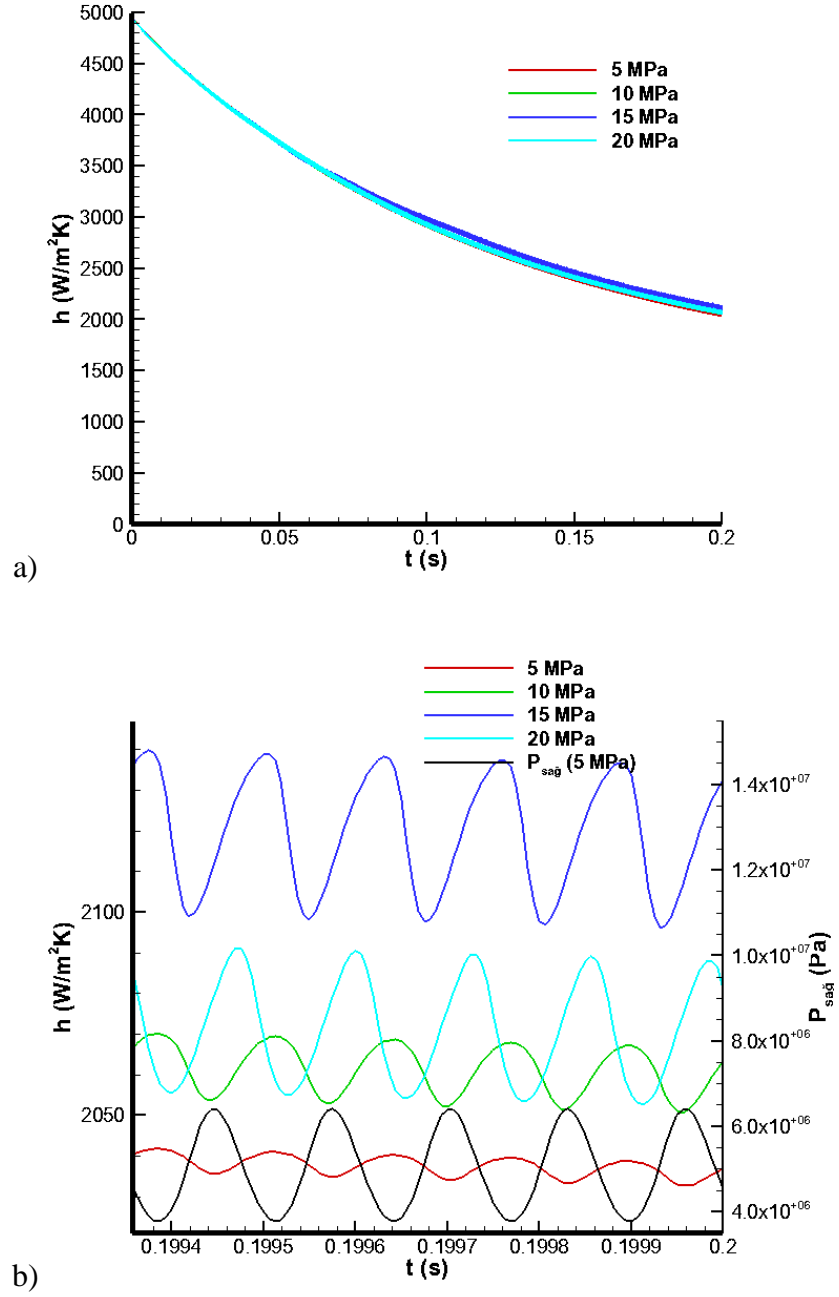 5000
4500
4000
3500
3000
2500
2000
1500
1000
500
0
h (W/m²K)
5 MPa
10 MPa
15 MPa
20 MPa
0 0.05 0.1 0.15 0.2
t (s)
a)
5 MPa
10 MPa
15 MPa
20 MPa
P_sağ (5 MPa)
2100
2050
h (W/m²K)
1.4x10⁺⁰⁷
1.2x10⁺⁰⁷
1.0x10⁺⁰⁷
8.0x10⁺⁰⁶
6.0x10⁺⁰⁶
4.0x10⁺⁰⁶
P_sağ (Pa)
0.1994 0.1995 0.1996 0.1997 0.1998 0.1999 0.2
t (s)
b)